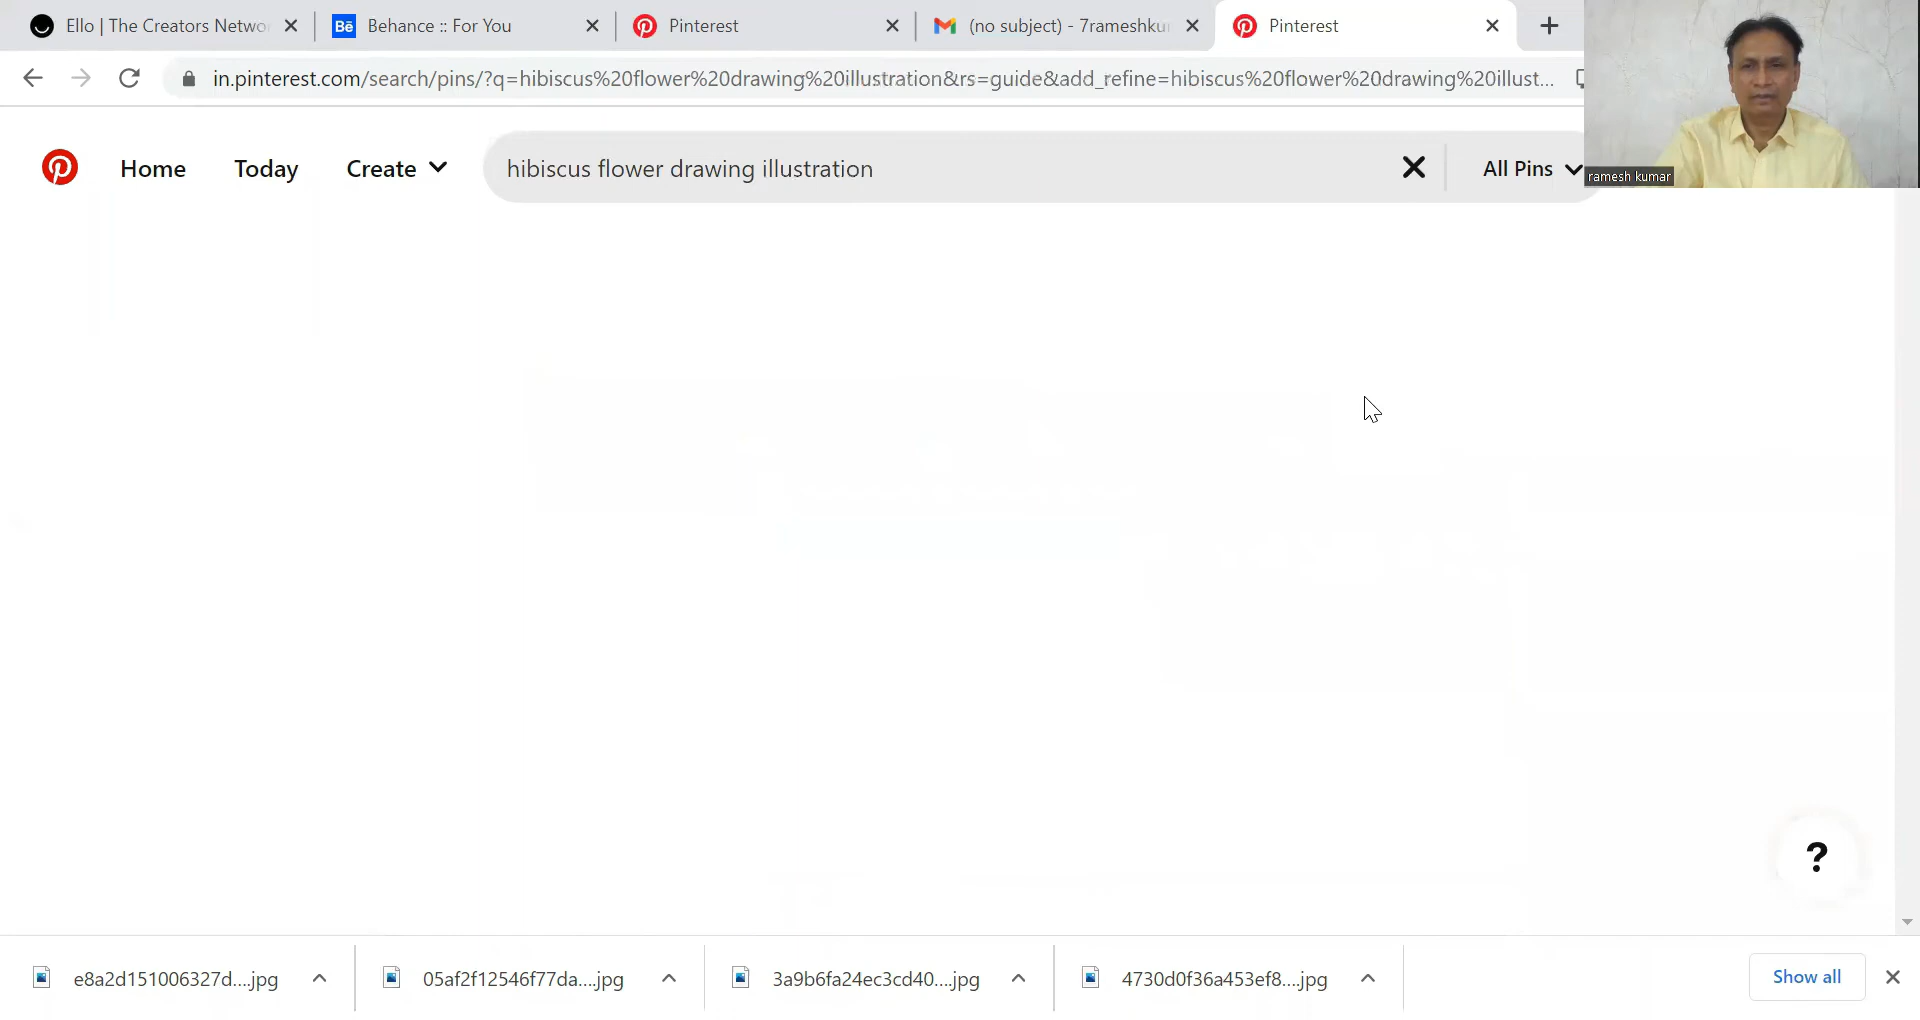 Ello | The Creators Netwo
Behance :: For You
Pinterest
(no subject) - 7rameshku
Pinterest
in.pinterest.com/search/pins/?q=hibiscus%20flower%20drawing%20illustration&rs=guide&add_refine=hibiscus%20flower%20drawing%20illust...
ramesh kumar
Home
Today
Create
hibiscus flower drawing illustration
All Pins
?
e8a2d151006327d....jpg
05af2f12546f77da....jpg
3a9b6fa24ec3cd40....jpg
4730d0f36a453ef8....jpg
Show all